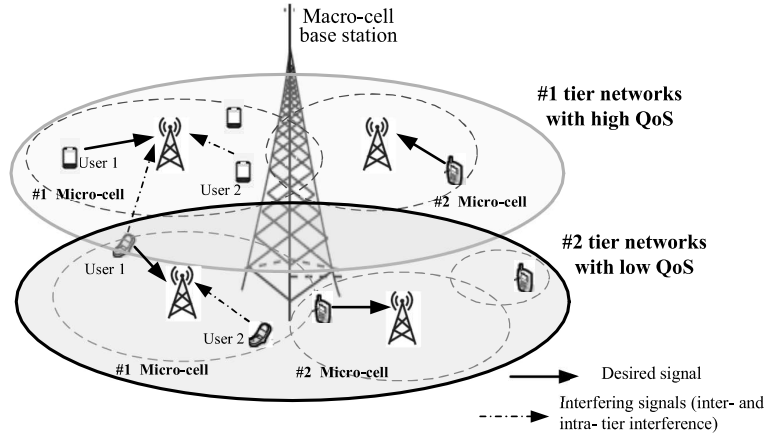 Macro-cell
base station
#1 tier networks
with high QoS
User 1
User 2
#1 Micro-cell
#2 Micro-cell
#2 tier networks
with low QoS
User 1
User 2
#1 Micro-cell
#2 Micro-cell
Desired signal
Interfering signals (inter- and
intra- tier interference)